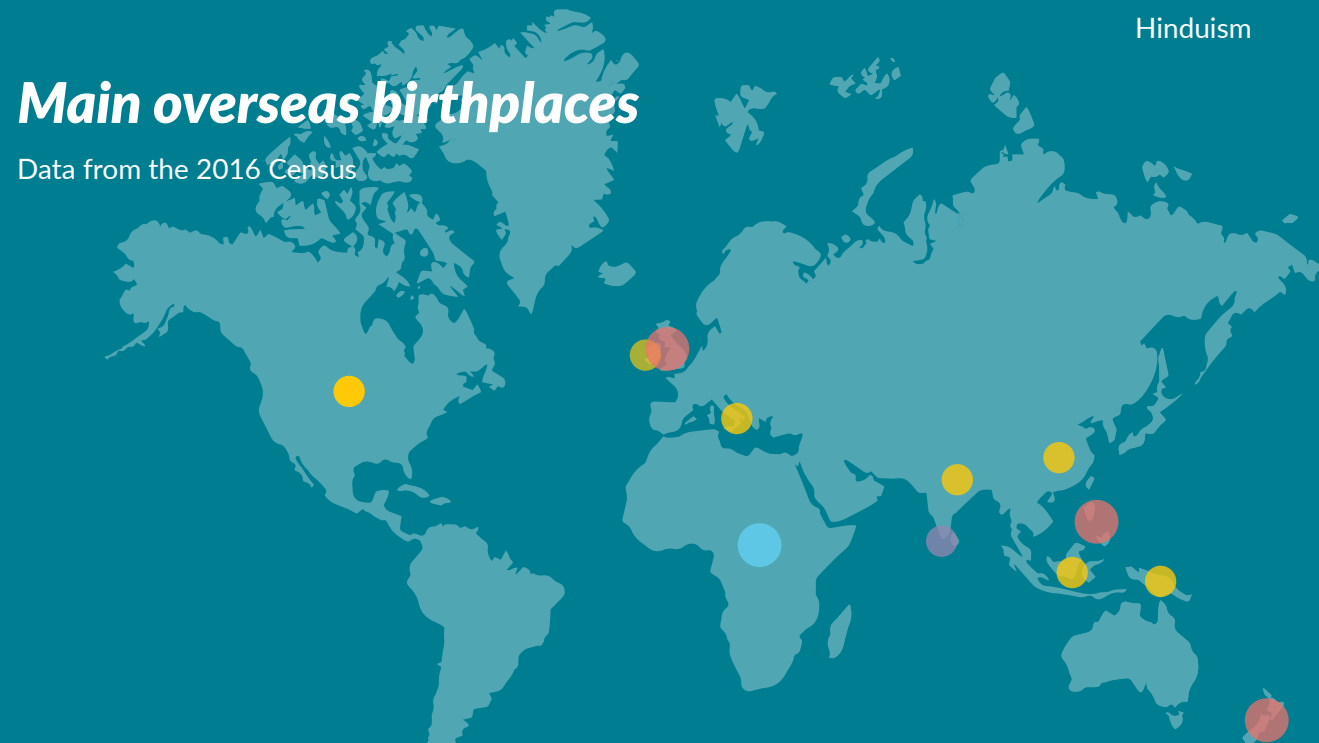 Hinduism
Main overseas birthplaces
Data from the 2016 Census